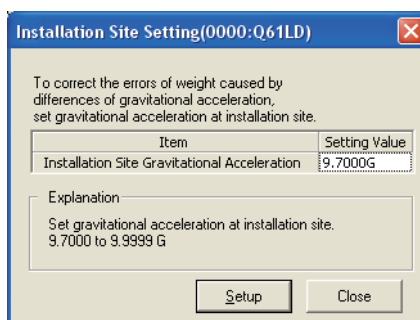 Installation Site Setting(0000:Q61LD)
To correct the errors of weight caused by
differences of gravitational acceleration,
set gravitational acceleration at installation site.
Item Setting Value
Installation Site Gravitational Acceleration 9.7000G
Explanation
Set gravitational acceleration at installation site.
9.7000 to 9.9999 G
Setup Close